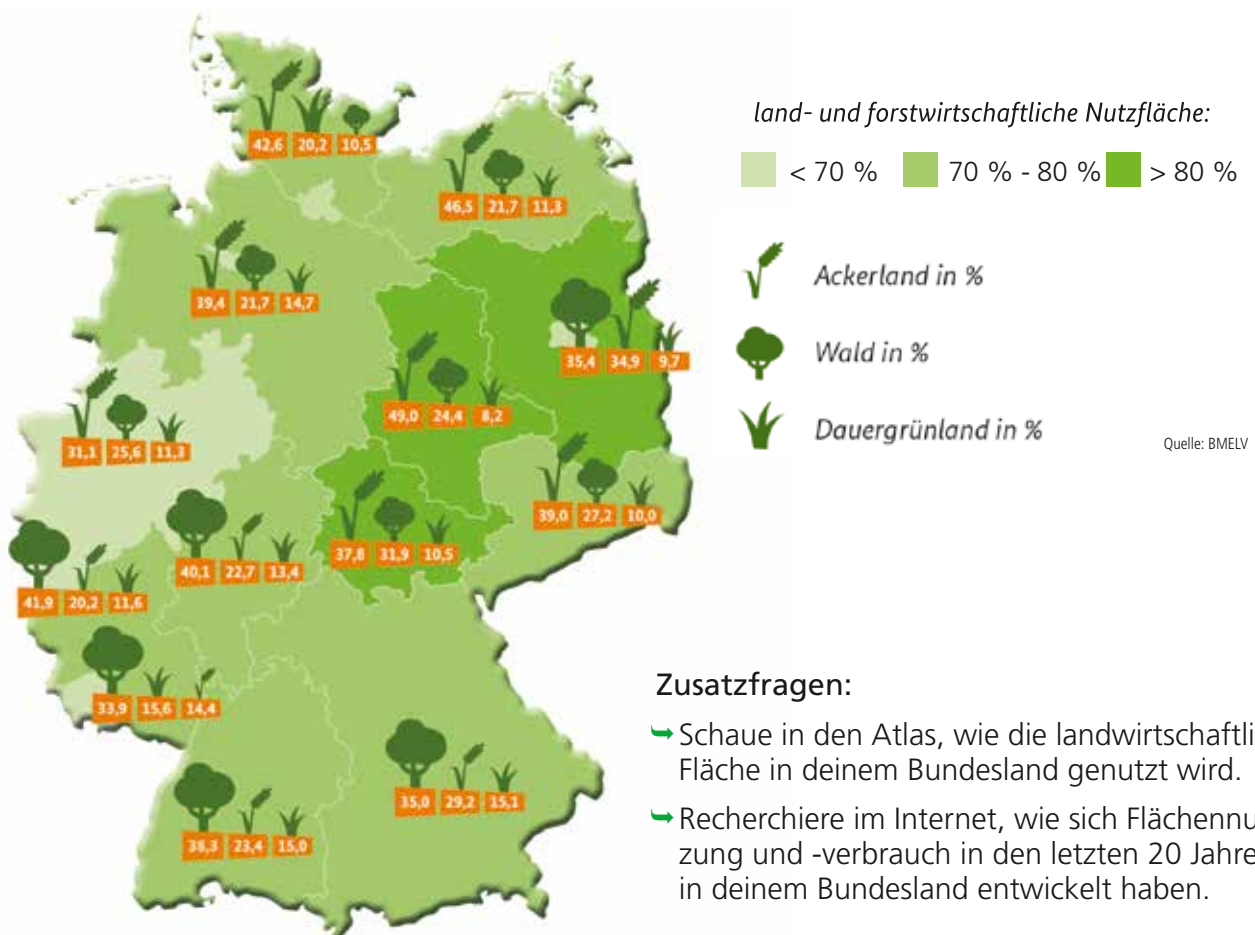 land- und forstwirtschaftliche Nutzfläche:
< 70 % 70 % - 80 % > 80 %
Ackerland in %
Wald in %
Dauergrünland in %
Quelle: BMELV
42,6 20,2 10,5
46,5 21,7 11,3
39,4 21,7 14,7
35,4 34,9 9,7
49,0 24,4 8,2
31,1 25,6 11,3
39,0 27,2 10,0
37,8 31,9 10,5
40,1 22,7 13,4
41,9 20,2 11,6
33,9 15,6 14,4
35,0 29,2 15,1
38,3 23,4 15,0
Zusatzfragen:
Schaue in den Atlas, wie die landwirtschaftli
Fläche in deinem Bundesland genutzt wird.
Recherchiere im Internet, wie sich Flächennu
zung und -verbrauch in den letzten 20 Jahre
in deinem Bundesland entwickelt haben.